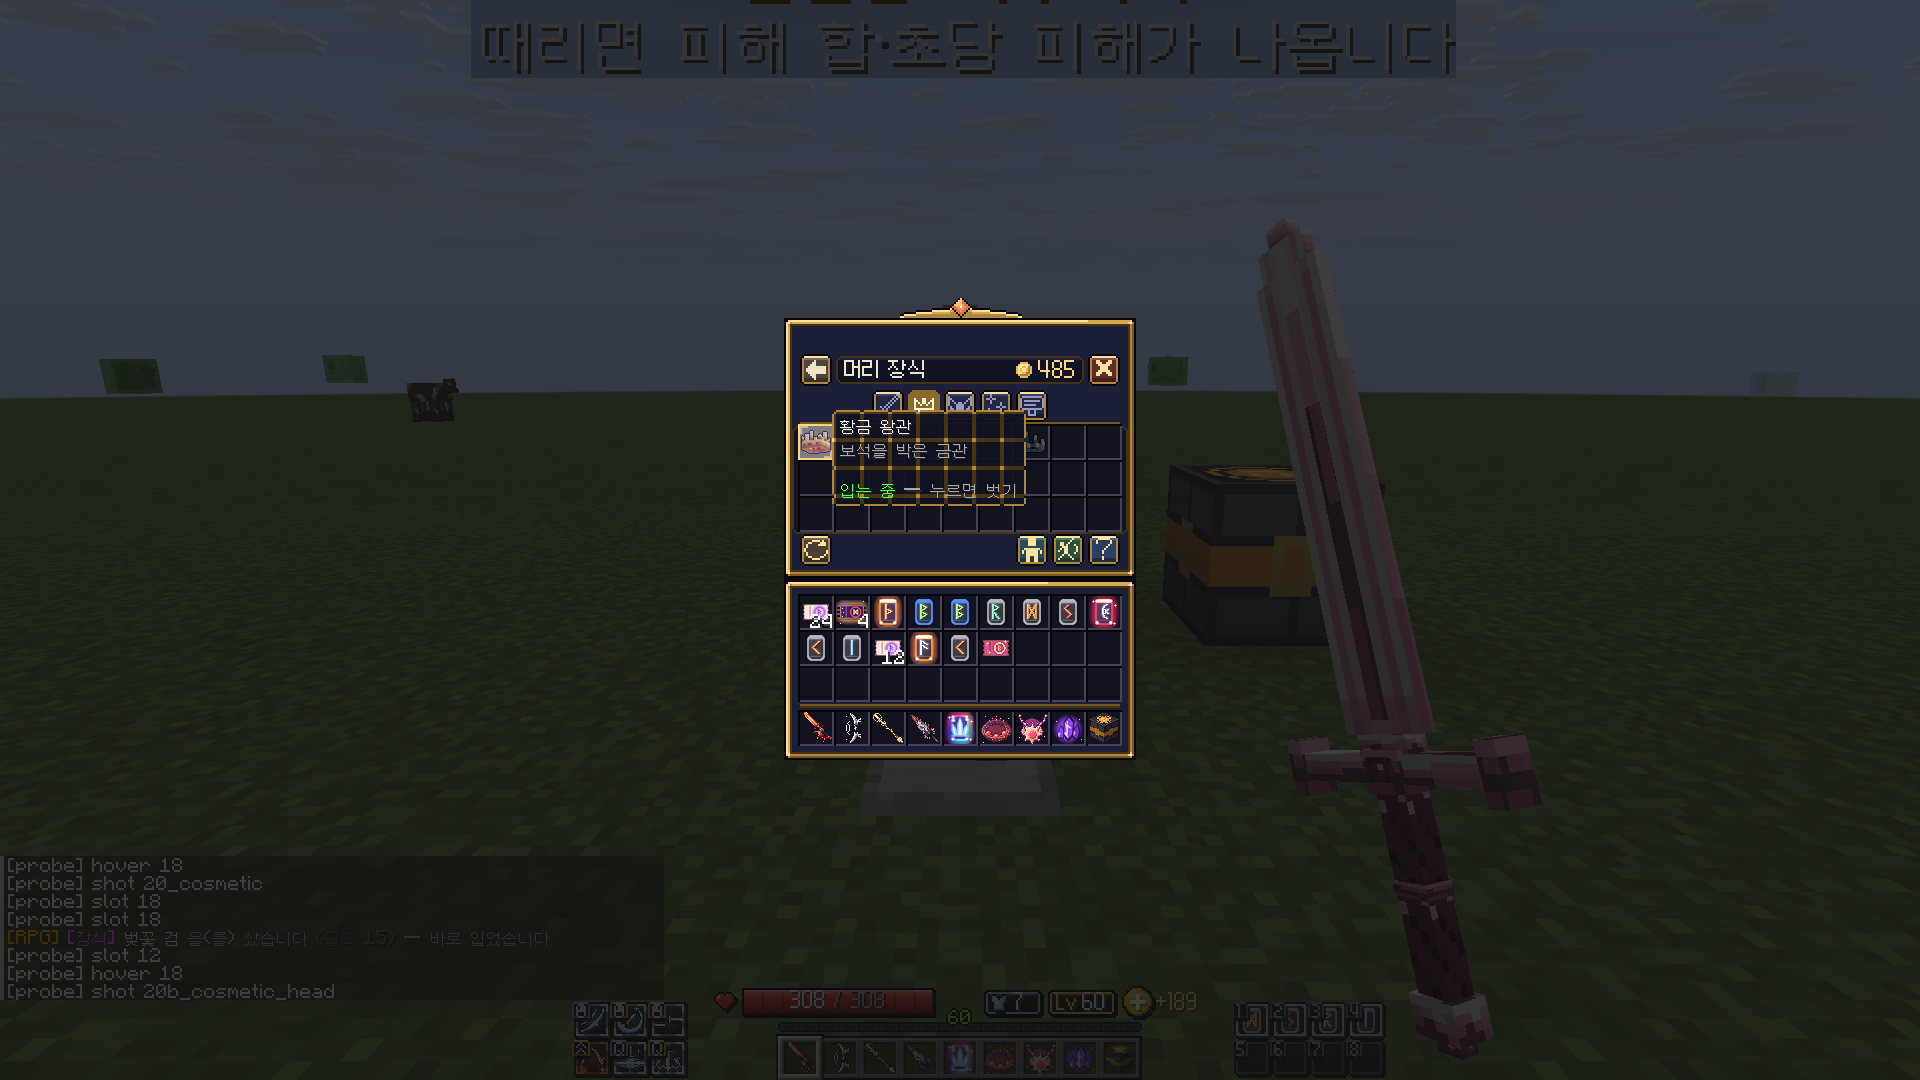 때리면 피해 합·초당 피해가 나옵니다
머리 장식
485
황금 왕관
보석을 박은 금관
입는 중 — 누르면 벗기
24
4
12
[probe] hover 18
[probe] shot 20_cosmetic
[probe] slot 18
[probe] slot 18
[RPG] [장식] 벚꽃 검 을(를) 샀습니다 (골드 15) — 바로 입었습니다
[probe] slot 12
[probe] hover 18
[probe] shot 20b_cosmetic_head
308 / 308
60
7
Lv 60
+189